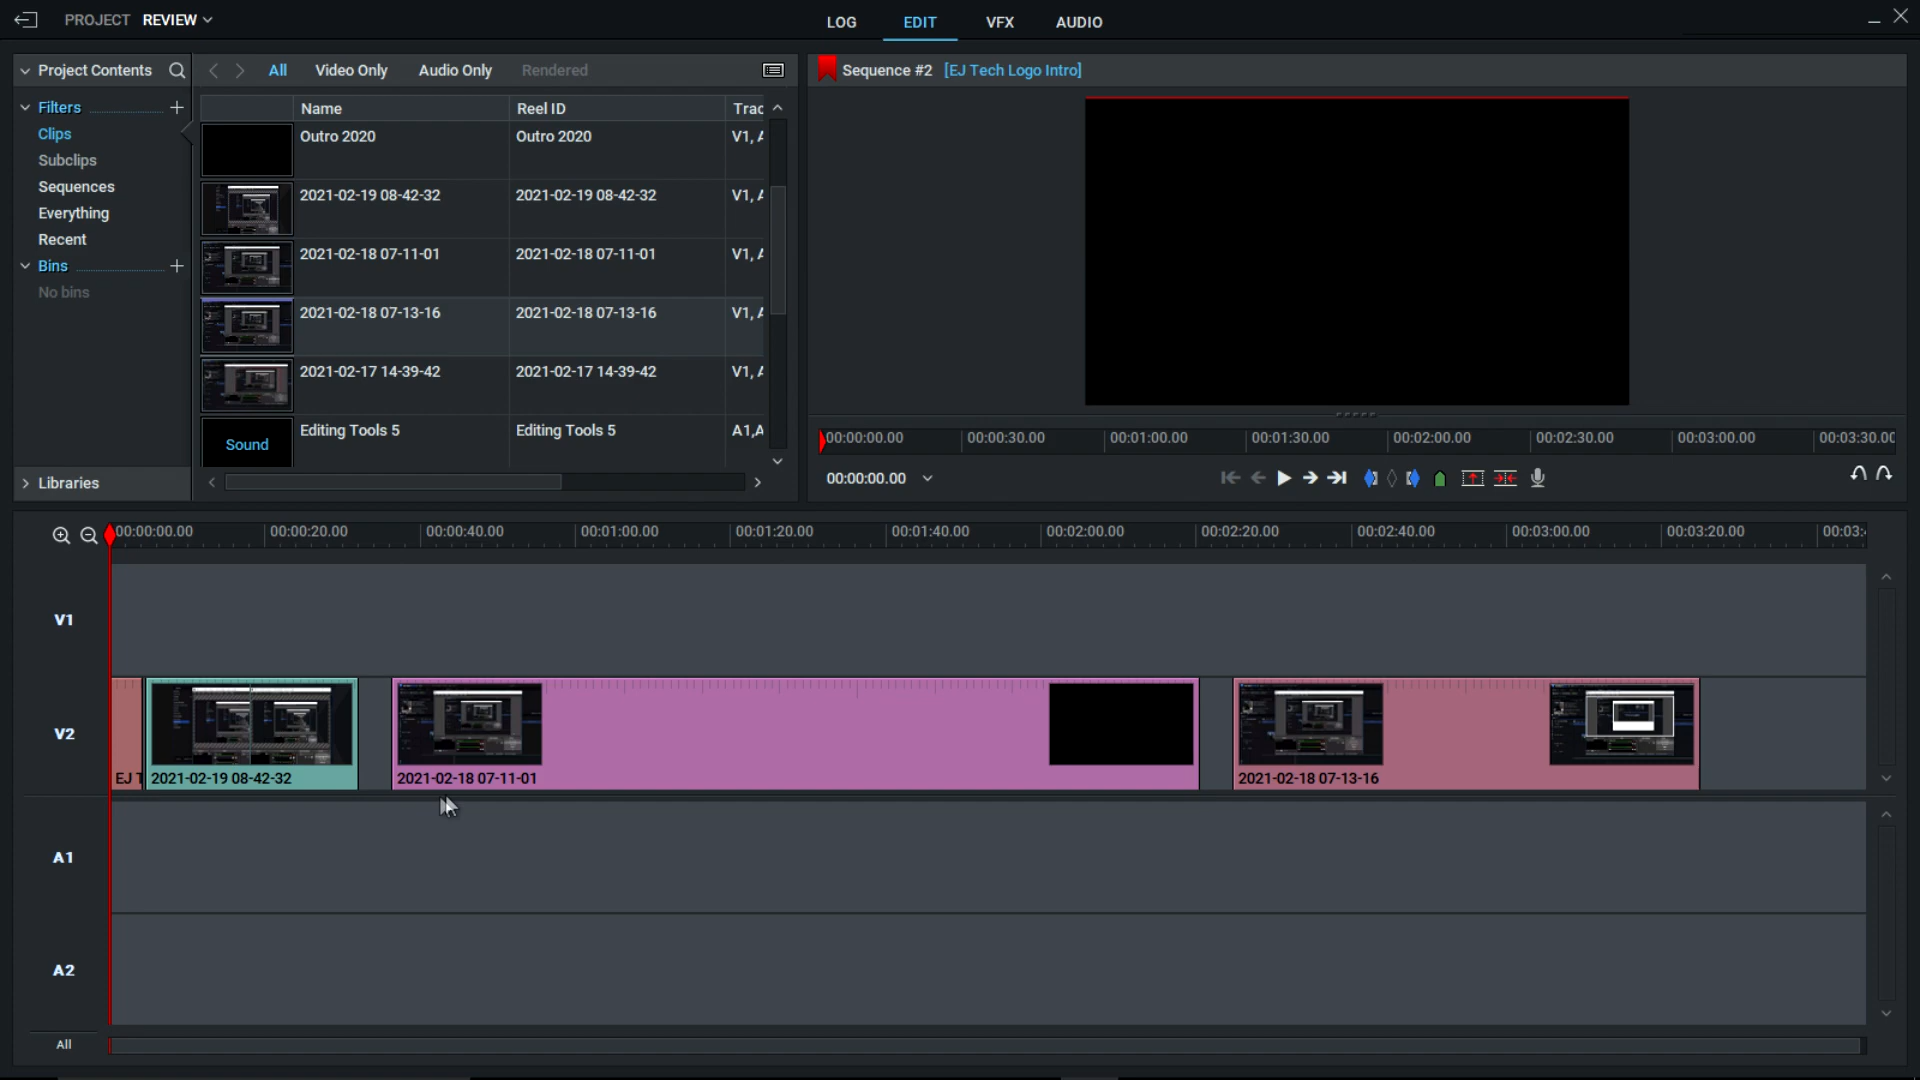 PROJECT REVIEW LOG EDIT VFX AUDIO
Project Contents All Video Only Audio Only Rendered
Filters
Clips
Subclips
Sequences
Everything
Recent
Bins
No bins
Libraries
Name Reel ID Trac
Outro 2020 Outro 2020 V1, A
2021-02-19 08-42-32 2021-02-19 08-42-32 V1, A
2021-02-18 07-11-01 2021-02-18 07-11-01 V1, A
2021-02-18 07-13-16 2021-02-18 07-13-16 V1, A
2021-02-17 14-39-42 2021-02-17 14-39-42 V1, A
Sound Editing Tools 5 Editing Tools 5 A1,A
Sequence #2 [EJ Tech Logo Intro]
00:00:00.00 00:00:30.00 00:01:00.00 00:01:30.00 00:02:00.00 00:02:30.00 00:03:00.00 00:03:30.00
00:00:00.00
00:00:00.00 00:00:20.00 00:00:40.00 00:01:00.00 00:01:20.00 00:01:40.00 00:02:00.00 00:02:20.00 00:02:40.00 00:03:00.00 00:03:20.00 00:03:
V1
V2
EJ T 2021-02-19 08-42-32 2021-02-18 07-11-01 2021-02-18 07-13-16
A1
A2
All